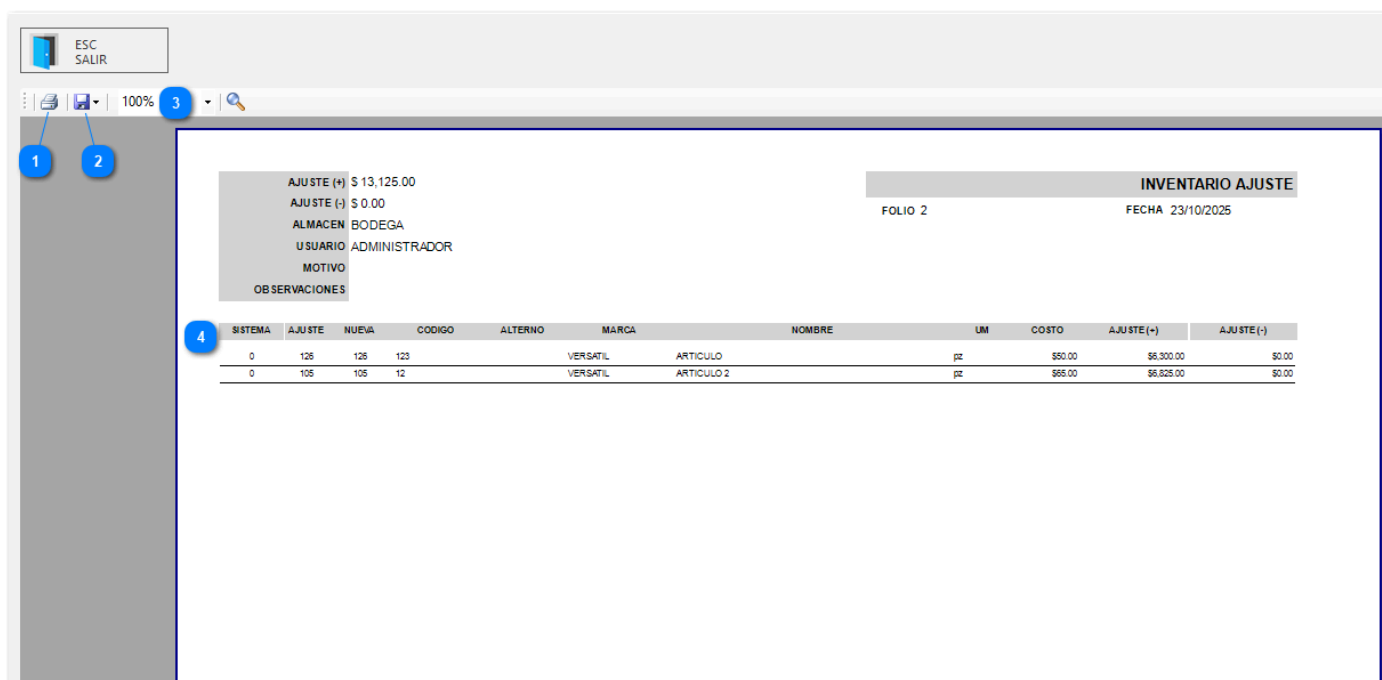 ESC
SALIR
100%
3
1
2
AJUSTE (+) $ 13,125.00
INVENTARIO AJUSTE
AJUSTE (-) $ 0.00
FOLIO 2
FECHA 23/10/2025
ALMACEN BODEGA
USUARIO ADMINISTRADOR
MOTIVO
OBSERVACIONES
4
SISTEMA AJUSTE NUEVA CODIGO ALTERNO MARCA NOMBRE UM COSTO AJUSTE(+) AJUSTE(-)
0 126 126 123 VERSATIL ARTICULO pz $50.00 $6,300.00 $0.00
0 105 105 12 VERSATIL ARTICULO 2 pz $65.00 $6,825.00 $0.00